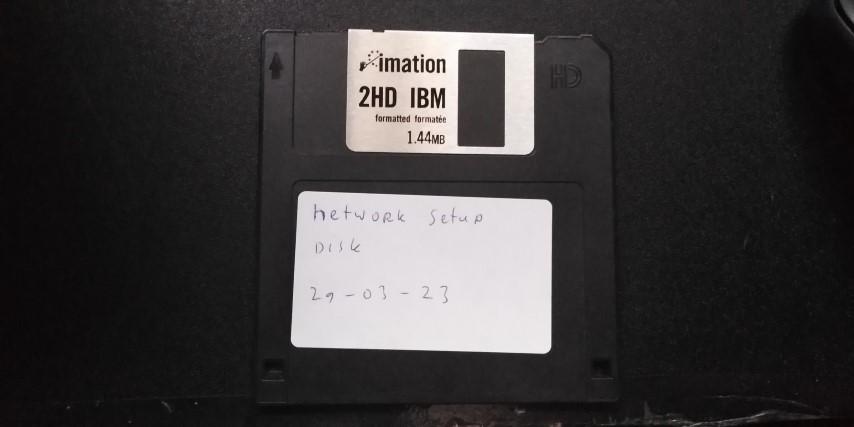 imation
2HD IBM
formatted formatée
1.44MB
HD
network setup
Disk
29-03-23